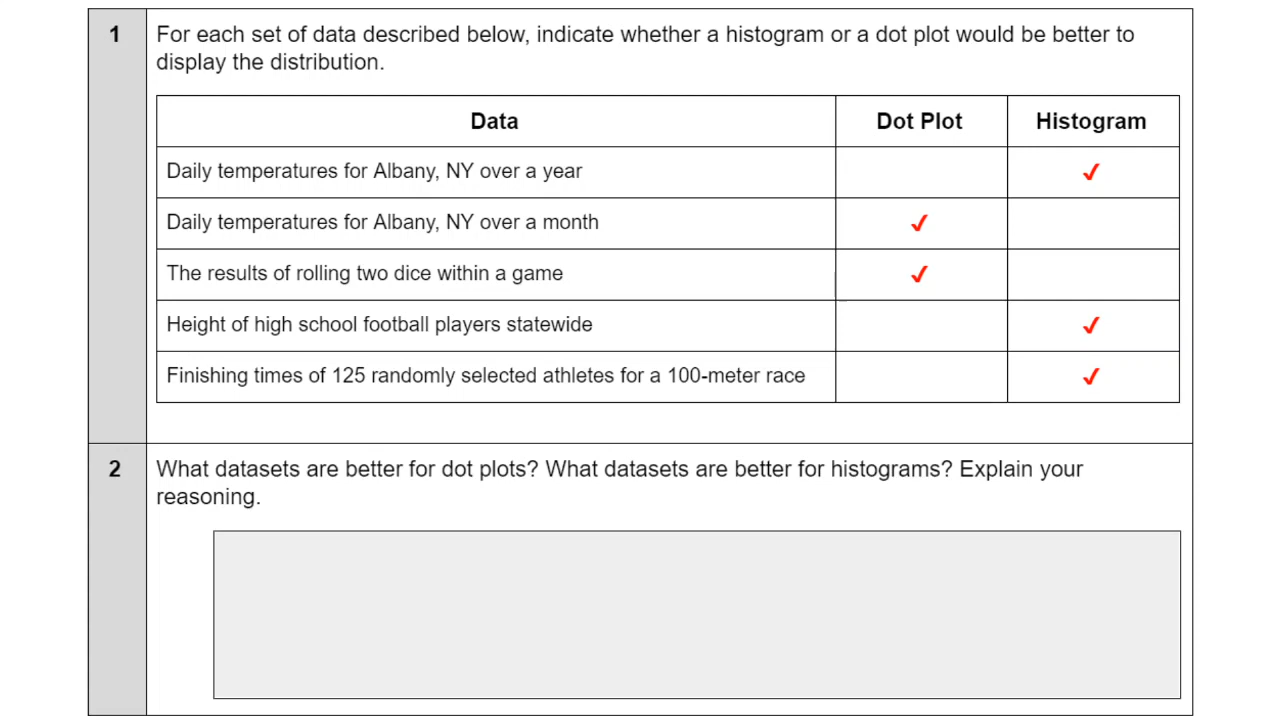 1
For each set of data described below, indicate whether a histogram or a dot plot would be better to
display the distribution.
Data Dot Plot Histogram
Daily temperatures for Albany, NY over a year ✓
Daily temperatures for Albany, NY over a month ✓
The results of rolling two dice within a game ✓
Height of high school football players statewide ✓
Finishing times of 125 randomly selected athletes for a 100-meter race ✓
2
What datasets are better for dot plots? What datasets are better for histograms? Explain your
reasoning.